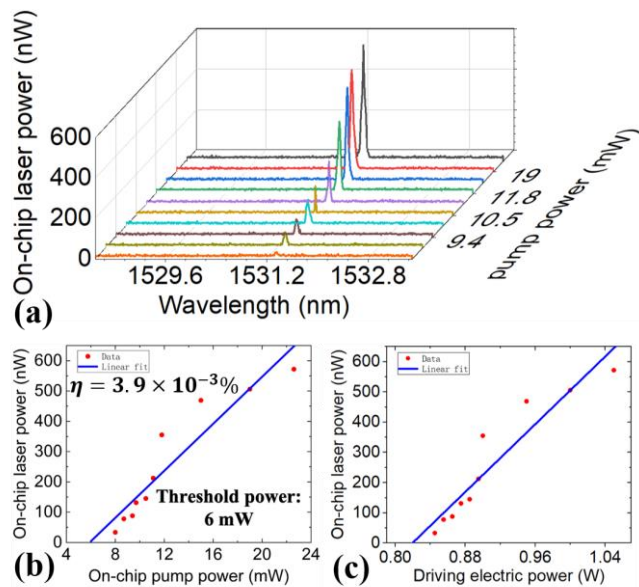 On-chip laser power (nW)
600
400
200
0
1529.6
1531.2
1532.8
Wavelength (nm)
9.4
10.5
11.8
19
pump power (mW)
(a)
On-chip laser power (nW)
600
500
400
300
200
100
0
Data
Linear fit
η = 3.9 × 10⁻³%
Threshold power:
6 mW
4 8 12 16 20 24
On-chip pump power (mW)
(b)
On-chip laser power (nW)
600
500
400
300
200
100
0
Data
Linear fit
0.80 0.88 0.96 1.04
Driving electric power (W)
(c)